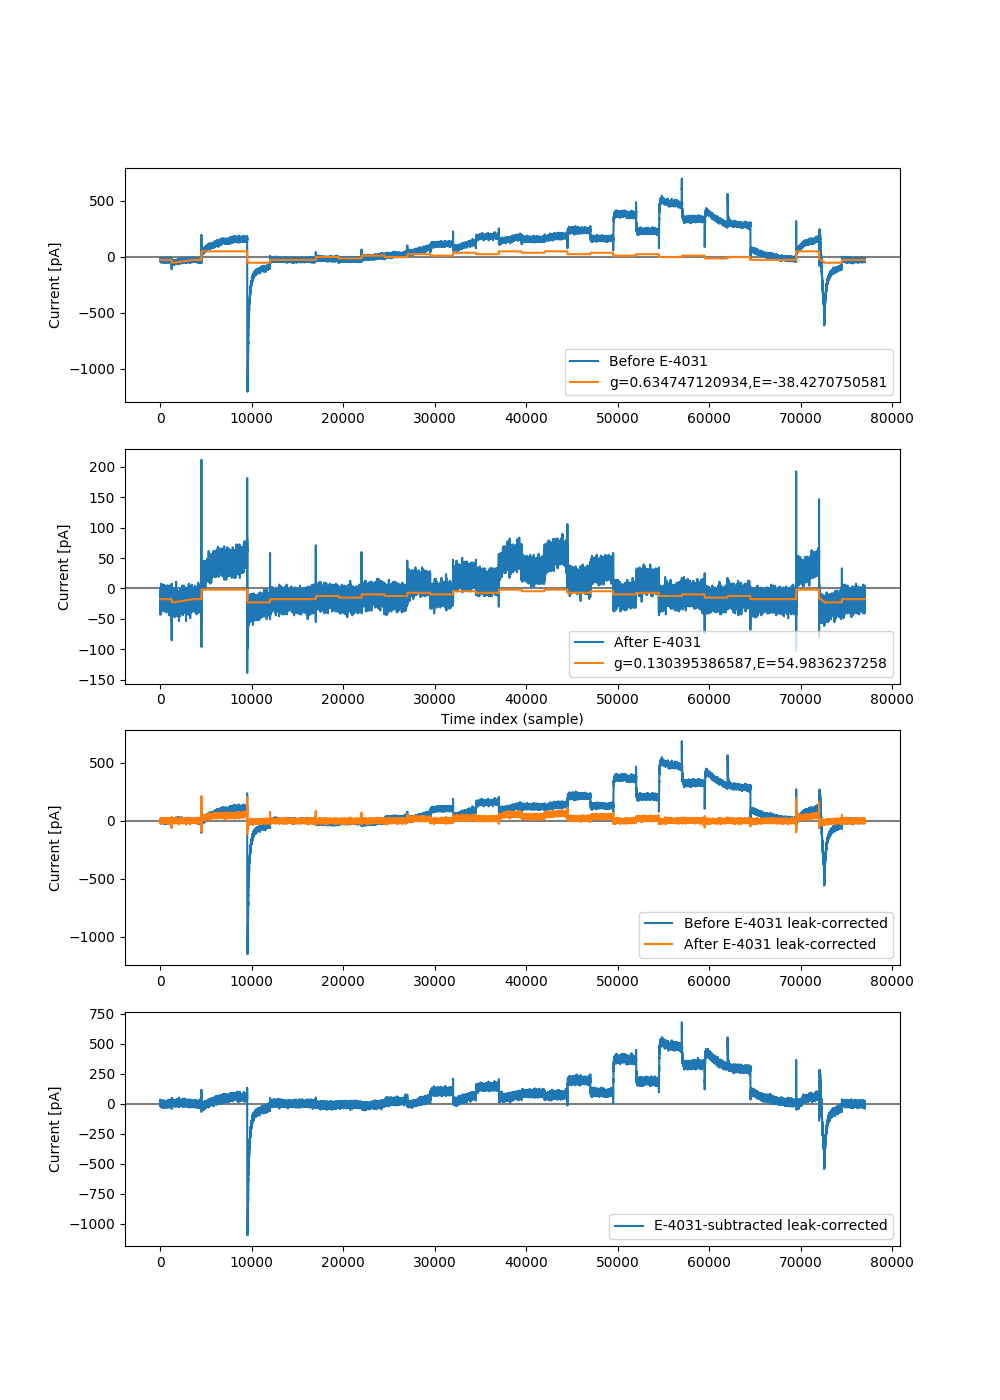 500
0
−500
−1000
Current [pA]
Before E-4031
g=0.634747120934,E=-38.4270750581
0 10000 20000 30000 40000 50000 60000 70000 80000
200
150
100
50
0
−50
−100
−150
Current [pA]
After E-4031
g=0.130395386587,E=54.9836237258
0 10000 20000 30000 40000 50000 60000 70000 80000
Time index (sample)
500
0
−500
−1000
Current [pA]
Before E-4031 leak-corrected
After E-4031 leak-corrected
0 10000 20000 30000 40000 50000 60000 70000 80000
750
500
250
0
−250
−500
−750
−1000
Current [pA]
E-4031-subtracted leak-corrected
0 10000 20000 30000 40000 50000 60000 70000 80000